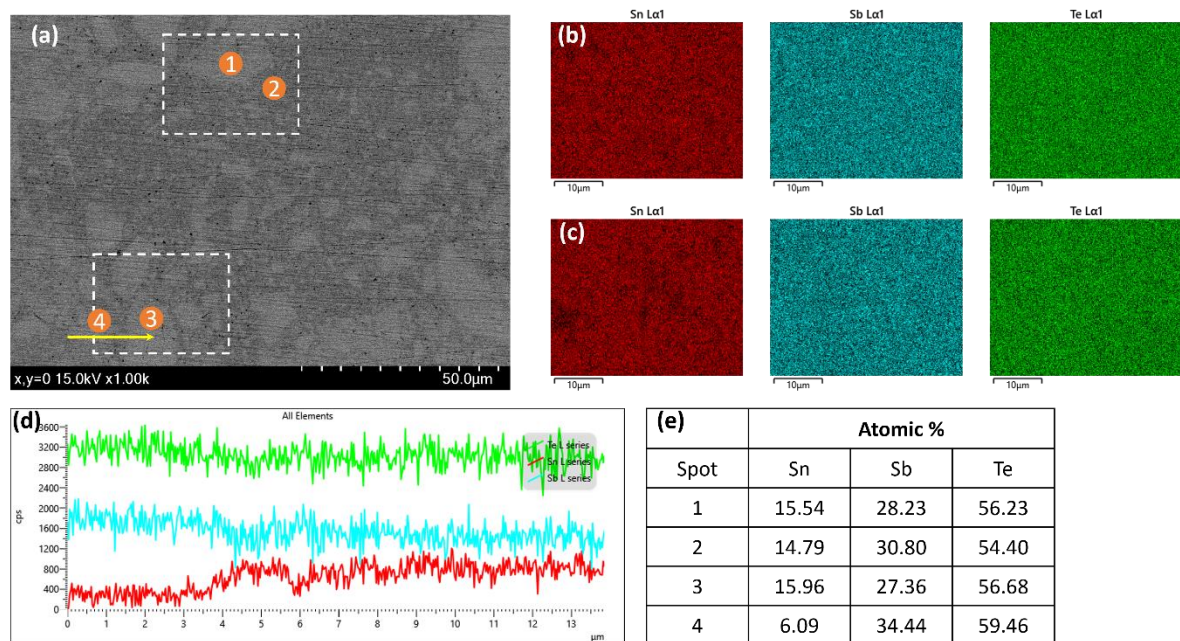 (a)
1
2
4
3
x,y=0 15.0kV x1.00k
50.0μm
(b)
Sn Lα1
Sb Lα1
Te Lα1
10μm
10μm
10μm
(c)
Sn Lα1
Sb Lα1
Te Lα1
10μm
10μm
10μm
(d)
All Elements
3600
3200
2800
2400
2000
1600
1200
800
400
0
cps
Te L series
Sn L series
Sb L series
0 1 2 3 4 5 6 7 8 9 10 11 12 13
μm
(e)
Atomic %
Spot Sn Sb Te
1 15.54 28.23 56.23
2 14.79 30.80 54.40
3 15.96 27.36 56.68
4 6.09 34.44 59.46